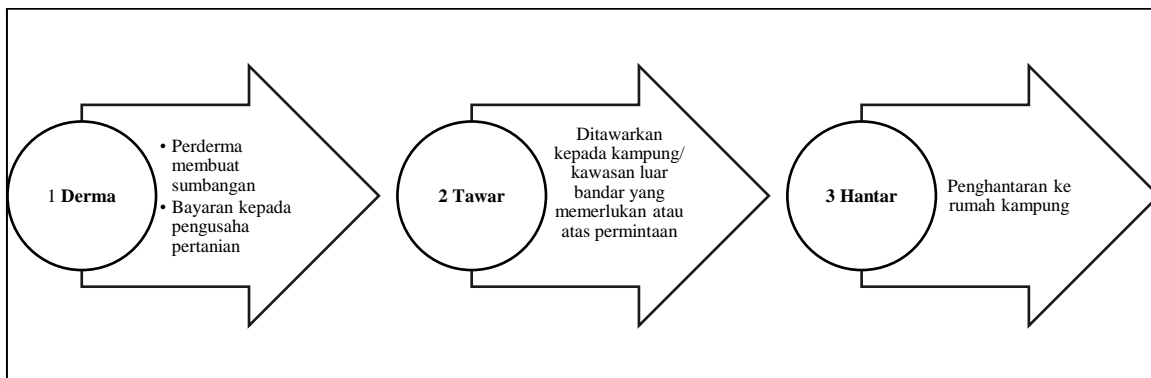 1 Derma
• Perderma
membuat
sumbangan
• Bayaran kepada
pengusaha
pertanian
2 Tawar
Ditawarkan
kepada kampung/
kawasan luar
bandar yang
memerlukan atau
atas permintaan
3 Hantar
Penghantaran ke
rumah kampung